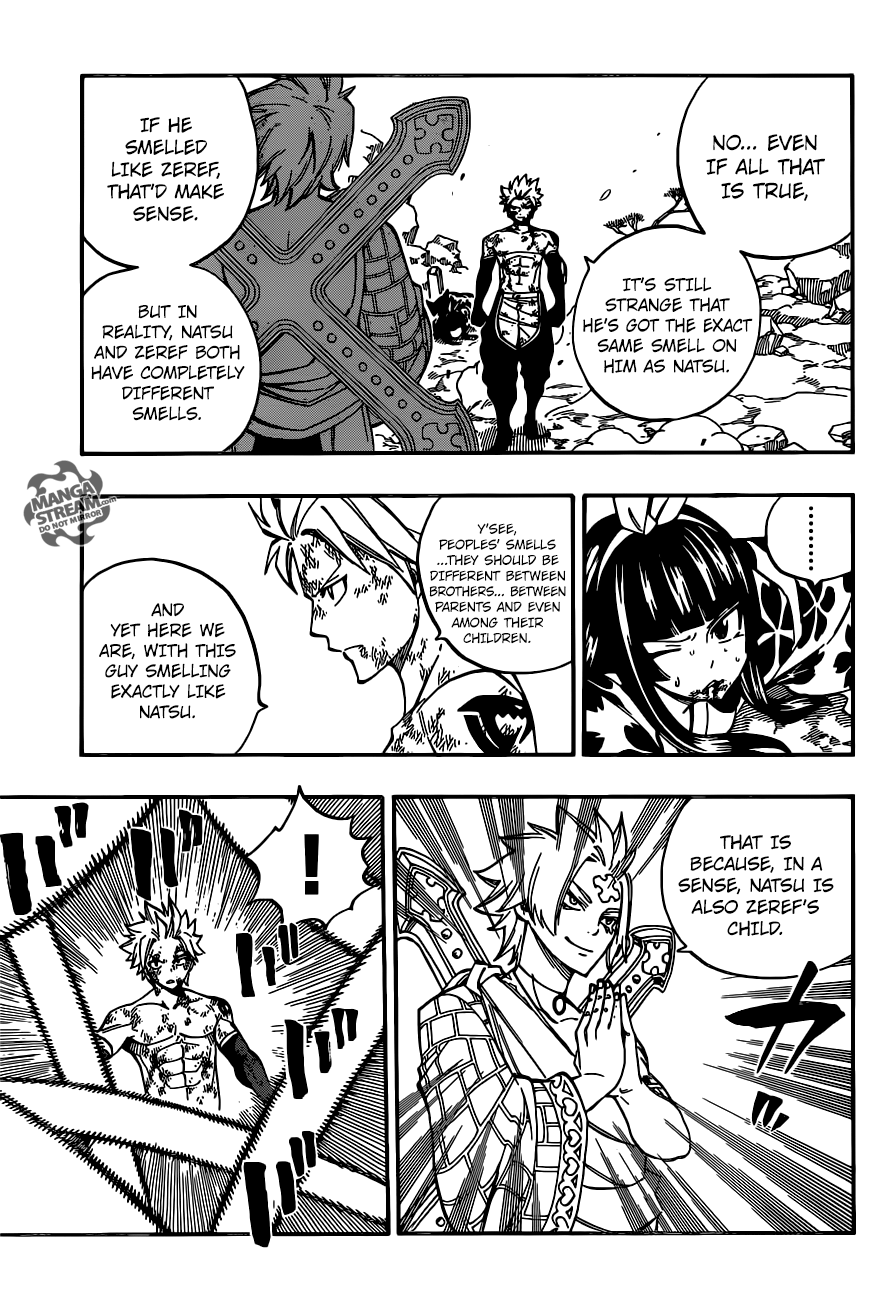 NO... EVEN
IF ALL THAT
IS TRUE,
IT'S STILL
STRANGE THAT
HE'S GOT THE EXACT
SAME SMELL ON
HIM AS NATSU.
IF HE
SMELLED
LIKE ZEREF,
THAT'D MAKE
SENSE.
BUT IN
REALITY, NATSU
AND ZEREF BOTH
HAVE COMPLETELY
DIFFERENT
SMELLS.
MANGA
STREAM.com
DO NOT MIRROR
........
Y'SEE,
PEOPLES' SMELLS
...THEY SHOULD BE
DIFFERENT BETWEEN
BROTHERS... BETWEEN
PARENTS AND EVEN
AMONG THEIR
CHILDREN.
AND
YET HERE WE
ARE, WITH THIS
GUY SMELLING
EXACTLY LIKE
NATSU.
THAT IS
BECAUSE, IN A
SENSE, NATSU IS
ALSO ZEREF'S
CHILD.
カッ
!